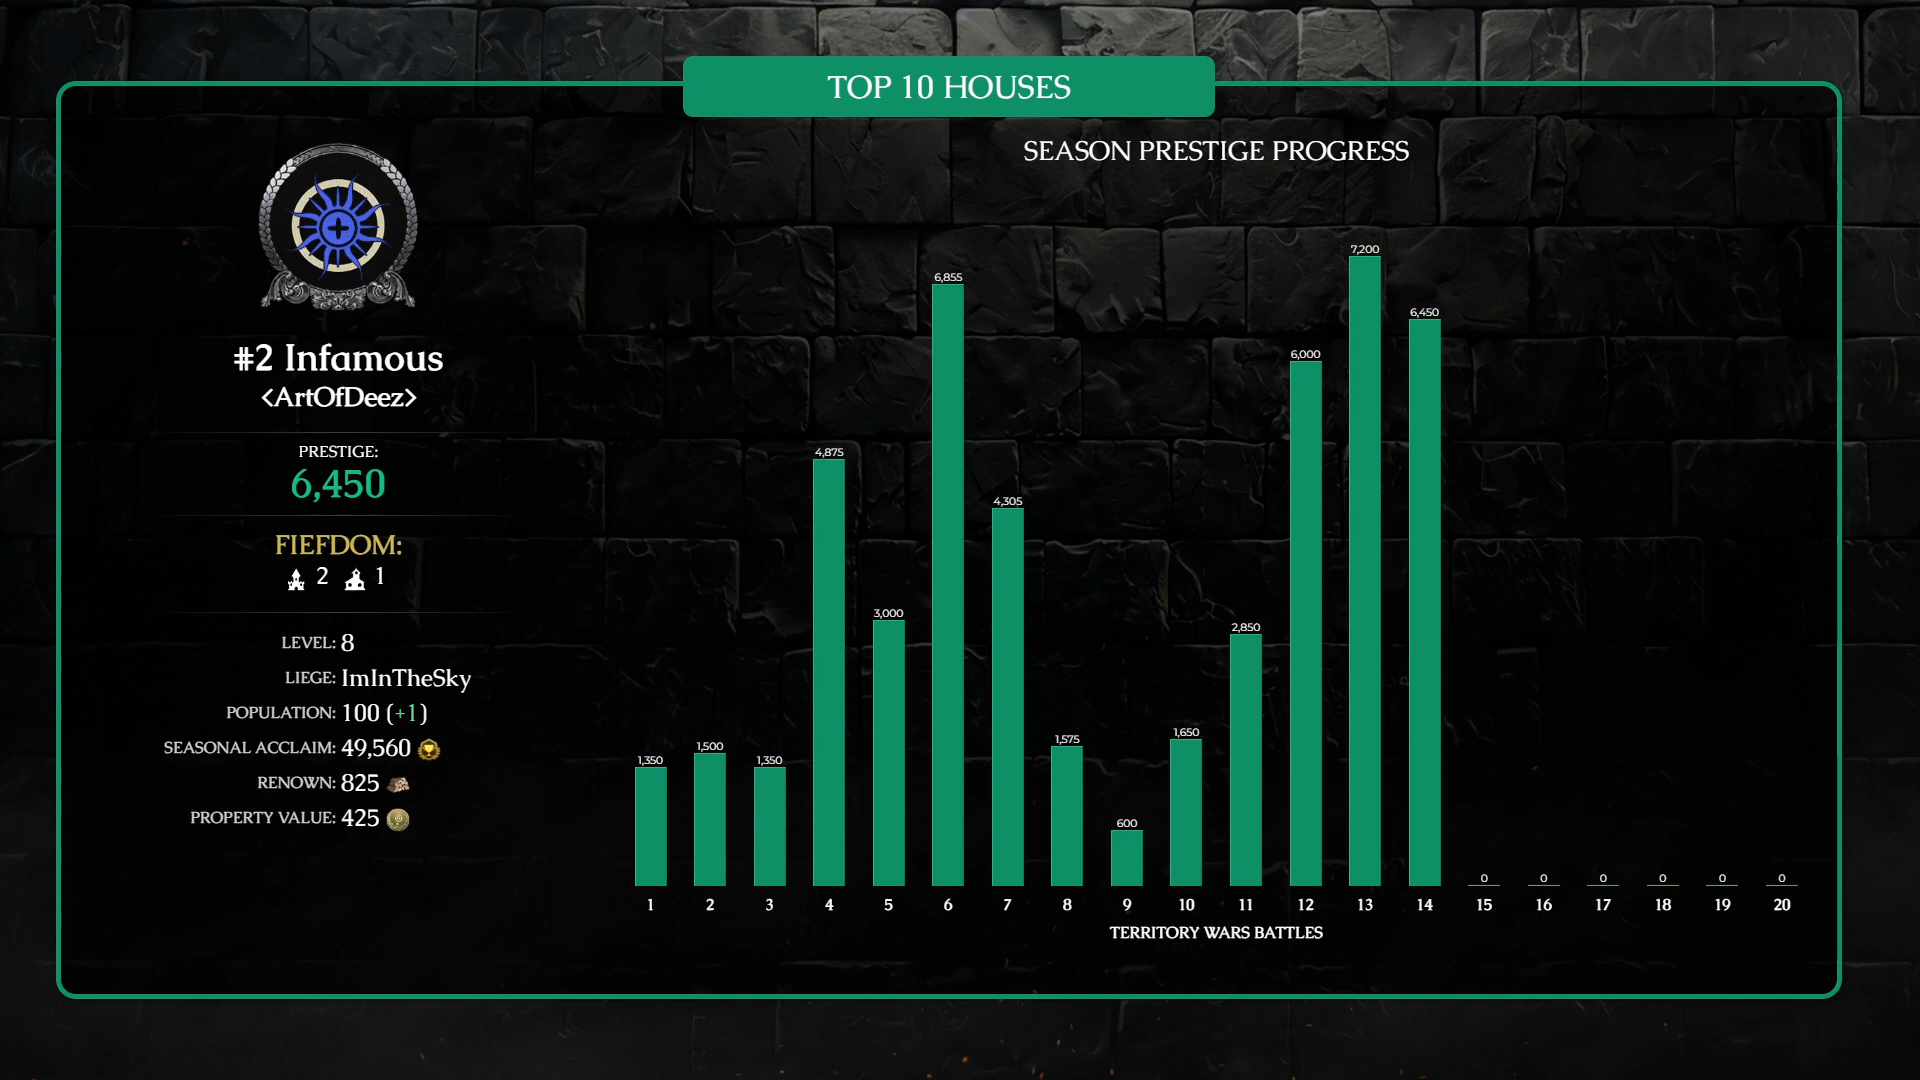 TOP 10 HOUSES
#2 Infamous
<ArtOfDeez>
PRESTIGE:
6,450
FIEFDOM:
2 1
LEVEL: 8
LIEGE: ImInTheSky
POPULATION: 100 (+1)
SEASONAL ACCLAIM: 49,560
RENOWN: 825
PROPERTY VALUE: 425
SEASON PRESTIGE PROGRESS
1,350 1,500 1,350 4,875 3,000 6,855 4,305 1,575 600 1,650 2,850 6,000 7,200 6,450 0 0 0 0 0 0
1 2 3 4 5 6 7 8 9 10 11 12 13 14 15 16 17 18 19 20
TERRITORY WARS BATTLES